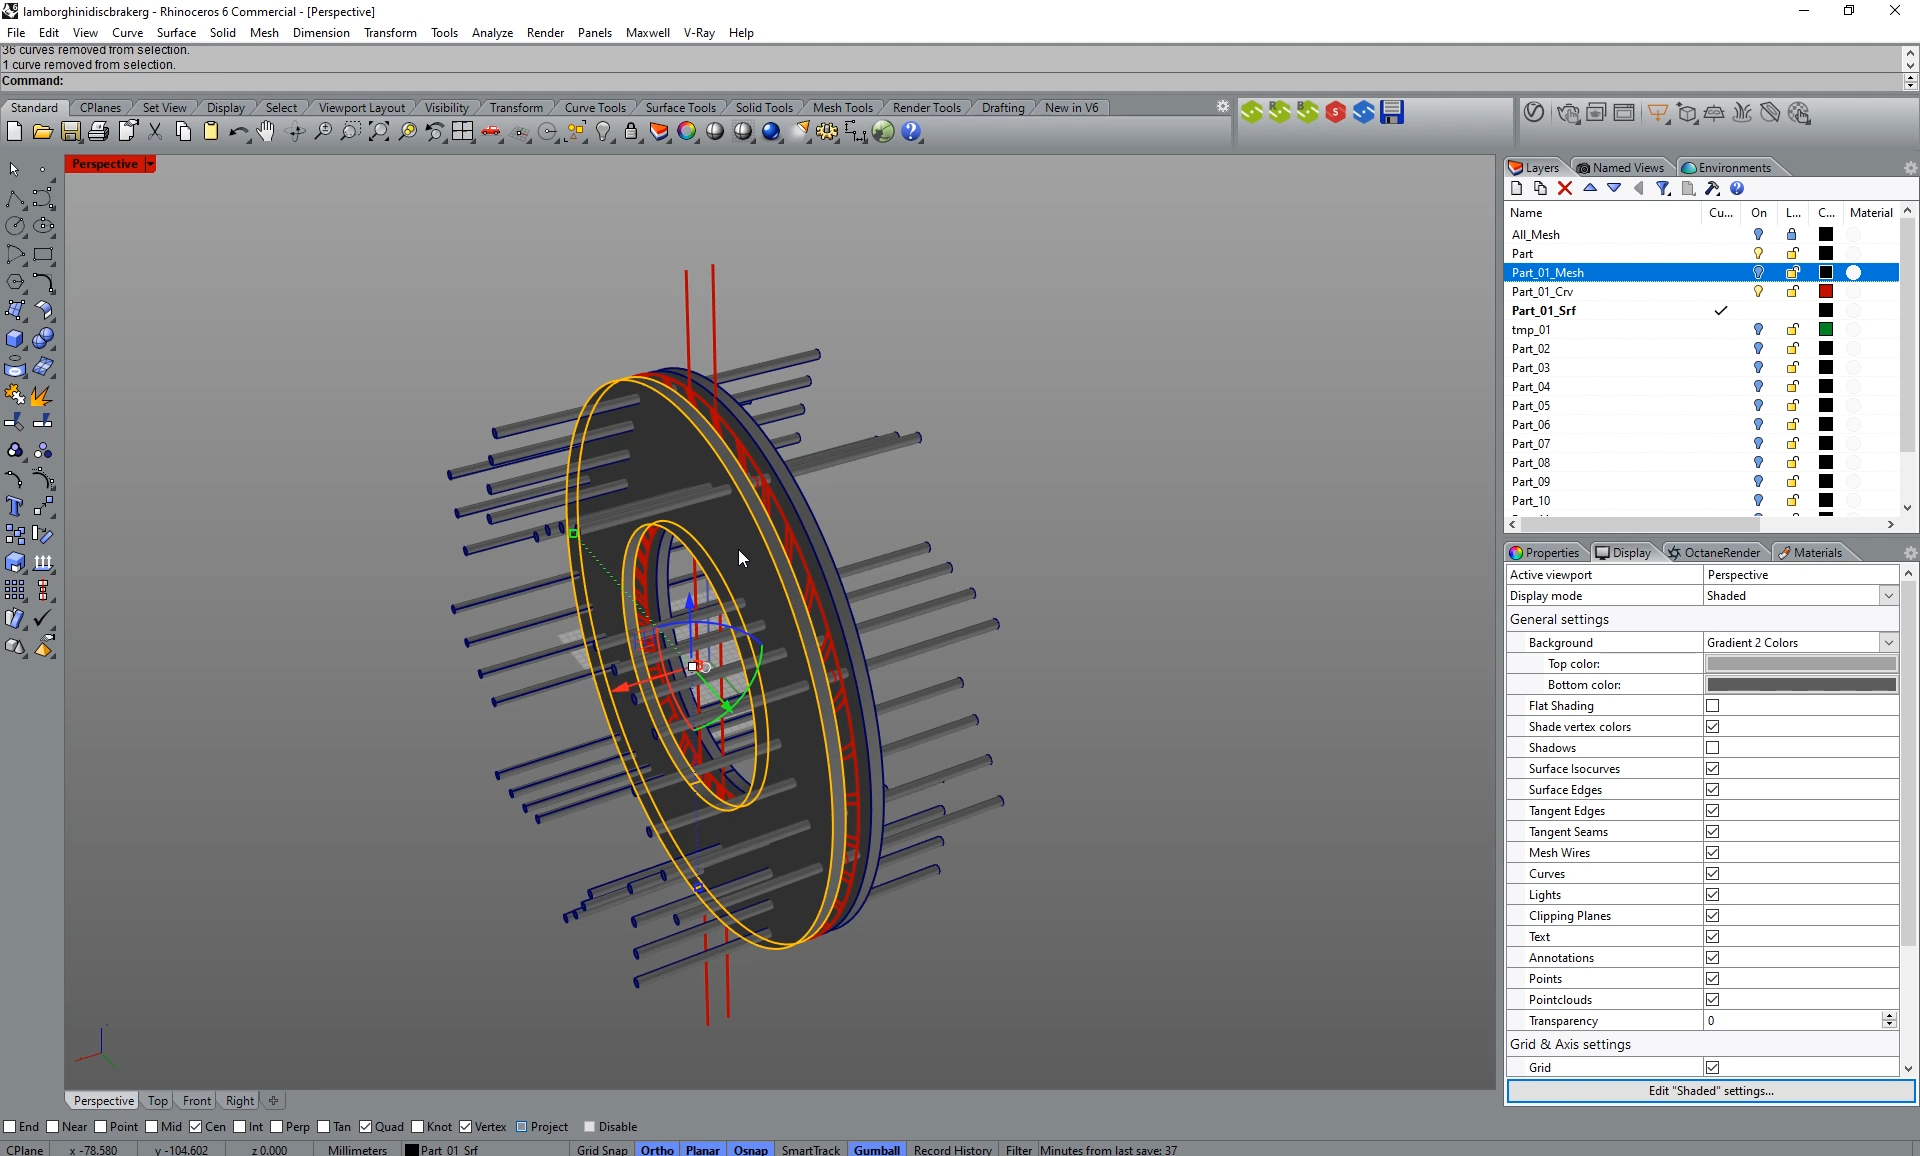 lamborghinidiscbrakerg - Rhinoceros 6 Commercial - [Perspective]
File Edit View Curve Surface Solid Mesh Dimension Transform Tools Analyze Render Panels Maxwell V-Ray Help
36 curves removed from selection.
1 curve removed from selection.
Command:
Standard CPlanes Set View Display Select Viewport Layout Visibility Transform Curve Tools Surface Tools Solid Tools Mesh Tools Render Tools Drafting New in V6
Perspective
Layers Named Views Environments
Name Cu... On L... C... Material
All_Mesh
Part
Part_01_Mesh
Part_01_Crv
Part_01_Srf
tmp_01
Part_02
Part_03
Part_04
Part_05
Part_06
Part_07
Part_08
Part_09
Part_10
Properties Display OctaneRender Materials
Active viewport Perspective
Display mode Shaded
General settings
Background Gradient 2 Colors
Top color:
Bottom color:
Flat Shading
Shade vertex colors
Shadows
Surface Isocurves
Surface Edges
Tangent Edges
Tangent Seams
Mesh Wires
Curves
Lights
Clipping Planes
Text
Annotations
Points
Pointclouds
Transparency 0
Grid & Axis settings
Grid
Edit "Shaded" settings...
Perspective Top Front Right
End Near Point Mid Cen Int Perp Tan Quad Knot Vertex Project Disable
CPlane x -78.580 y -104.602 z 0.000 Millimeters Part_01_Srf Grid Snap Ortho Planar Osnap SmartTrack Gumball Record History Filter Minutes from last save: 37